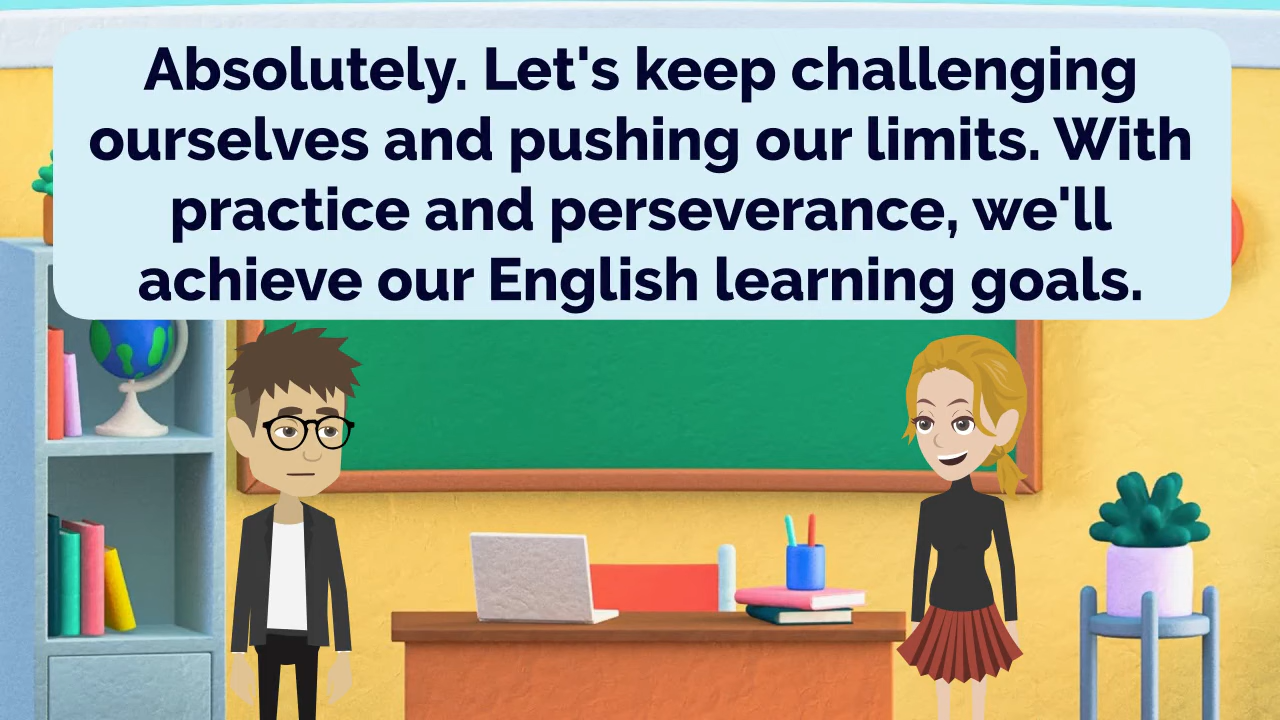 Absolutely. Let's keep challenging
ourselves and pushing our limits. With
practice and perseverance, we'll
achieve our English learning goals.